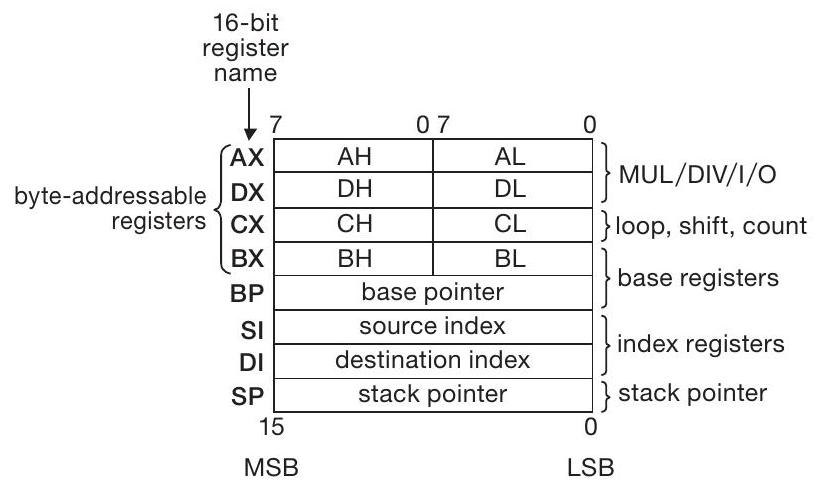 16-bit
register
name
7 0 7 0
AX AH AL
MUL/DIV/I/O
DX DH DL
byte-addressable
registers
CX CH CL loop, shift, count
BX BH BL
base registers
BP base pointer
SI source index
index registers
DI destination index
SP stack pointer stack pointer
15 0
MSB LSB